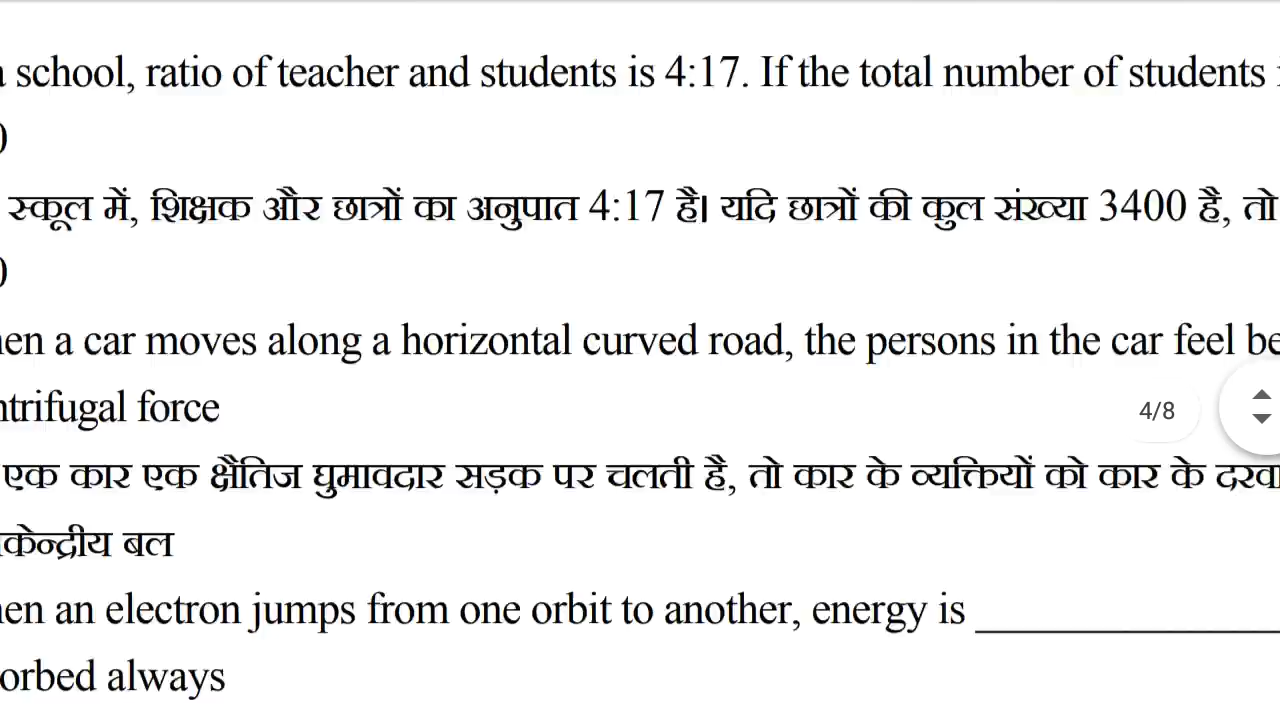 school, ratio of teacher and students is 4:17. If the total number of students
)
स्कूल में, शिक्षक और छात्रों का अनुपात 4:17 है। यदि छात्रों की कुल संख्या 3400 है, तो
)
en a car moves along a horizontal curved road, the persons in the car feel be
ntrifugal force
4/8
एक कार एक क्षैतिज घुमावदार सड़क पर चलती है, तो कार के व्यक्तियों को कार के दरवा
केन्द्रीय बल
en an electron jumps from one orbit to another, energy is ____________
orbed always